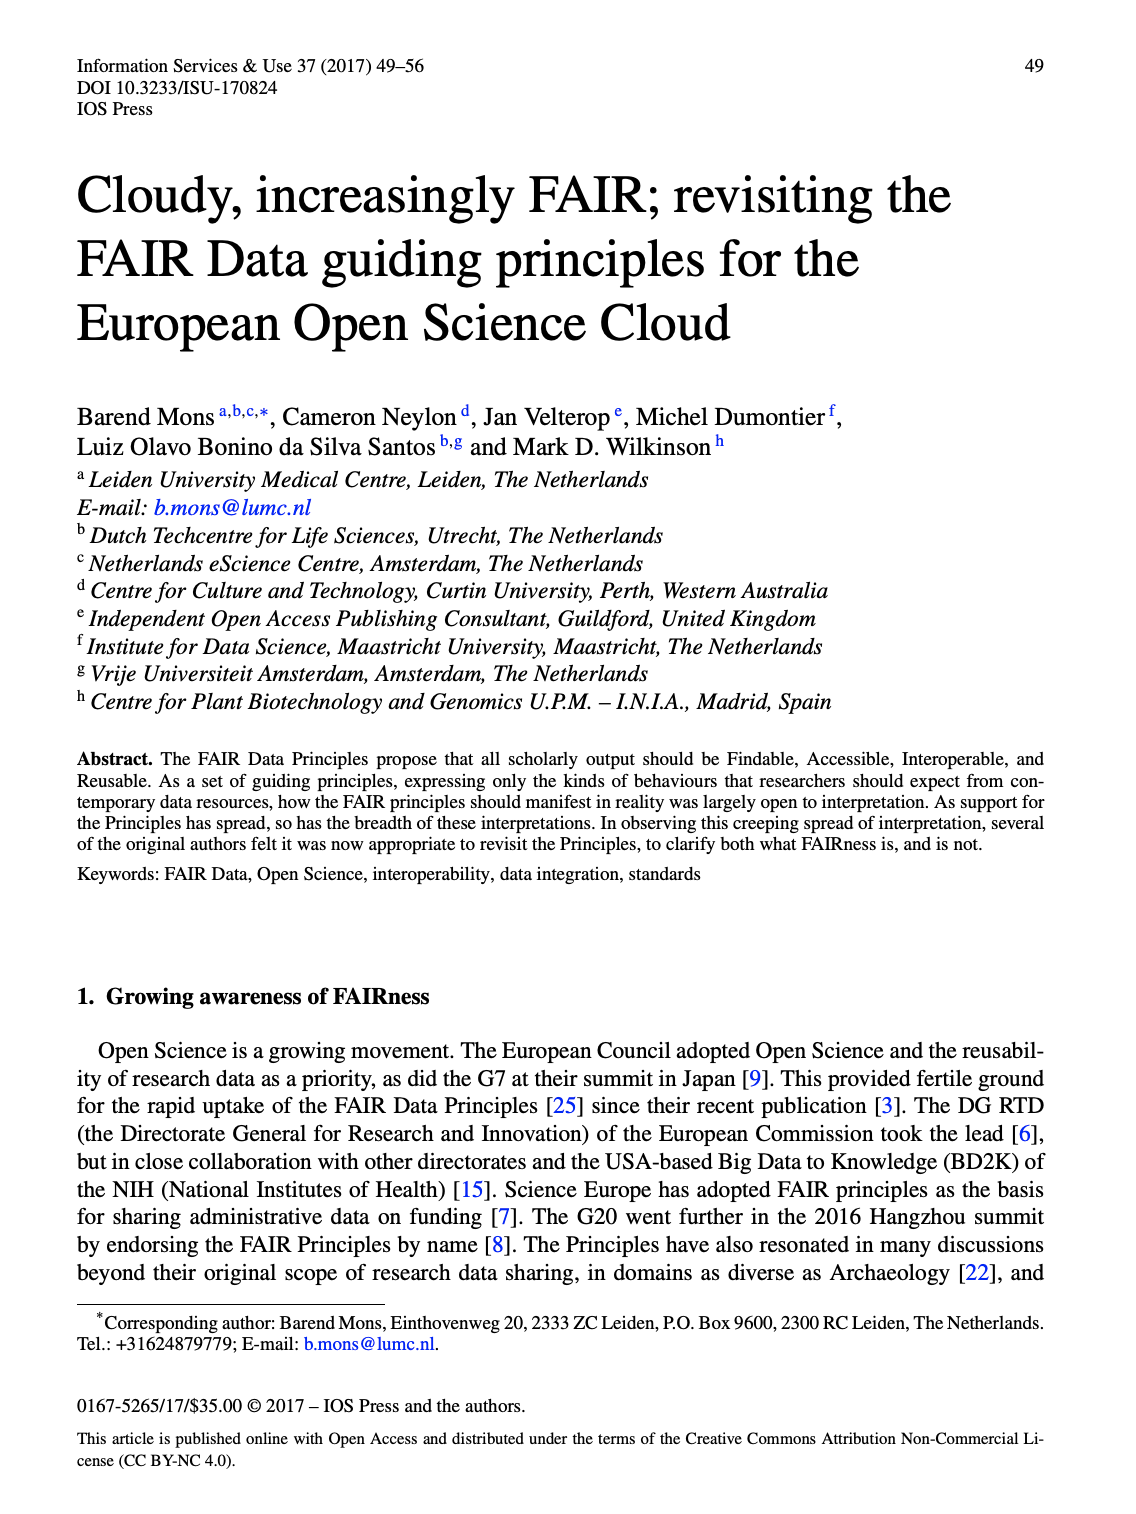 Information Services & Use 37 (2017) 49–56 49
DOI 10.3233/ISU-170824
IOS Press
Cloudy, increasingly FAIR; revisiting the
FAIR Data guiding principles for the
European Open Science Cloud
Barend Mons a,b,c,∗, Cameron Neylon d, Jan Velterop e, Michel Dumontier f,
Luiz Olavo Bonino da Silva Santos b,g and Mark D. Wilkinson h
a Leiden University Medical Centre, Leiden, The Netherlands
E-mail: b.mons@lumc.nl
b Dutch Techcentre for Life Sciences, Utrecht, The Netherlands
c Netherlands eScience Centre, Amsterdam, The Netherlands
d Centre for Culture and Technology, Curtin University, Perth, Western Australia
e Independent Open Access Publishing Consultant, Guildford, United Kingdom
f Institute for Data Science, Maastricht University, Maastricht, The Netherlands
g Vrije Universiteit Amsterdam, Amsterdam, The Netherlands
h Centre for Plant Biotechnology and Genomics U.P.M. – I.N.I.A., Madrid, Spain
Abstract. The FAIR Data Principles propose that all scholarly output should be Findable, Accessible, Interoperable, and
Reusable. As a set of guiding principles, expressing only the kinds of behaviours that researchers should expect from con-
temporary data resources, how the FAIR principles should manifest in reality was largely open to interpretation. As support for
the Principles has spread, so has the breadth of these interpretations. In observing this creeping spread of interpretation, several
of the original authors felt it was now appropriate to revisit the Principles, to clarify both what FAIRness is, and is not.
Keywords: FAIR Data, Open Science, interoperability, data integration, standards
1. Growing awareness of FAIRness
Open Science is a growing movement. The European Council adopted Open Science and the reusabil-
ity of research data as a priority, as did the G7 at their summit in Japan [9]. This provided fertile ground
for the rapid uptake of the FAIR Data Principles [25] since their recent publication [3]. The DG RTD
(the Directorate General for Research and Innovation) of the European Commission took the lead [6],
but in close collaboration with other directorates and the USA-based Big Data to Knowledge (BD2K) of
the NIH (National Institutes of Health) [15]. Science Europe has adopted FAIR principles as the basis
for sharing administrative data on funding [7]. The G20 went further in the 2016 Hangzhou summit
by endorsing the FAIR Principles by name [8]. The Principles have also resonated in many discussions
beyond their original scope of research data sharing, in domains as diverse as Archaeology [22], and
*Corresponding author: Barend Mons, Einthovenweg 20, 2333 ZC Leiden, P.O. Box 9600, 2300 RC Leiden, The Netherlands.
Tel.: +31624879779; E-mail: b.mons@lumc.nl.
0167-5265/17/$35.00 © 2017 – IOS Press and the authors.
This article is published online with Open Access and distributed under the terms of the Creative Commons Attribution Non-Commercial Li-
cense (CC BY-NC 4.0).